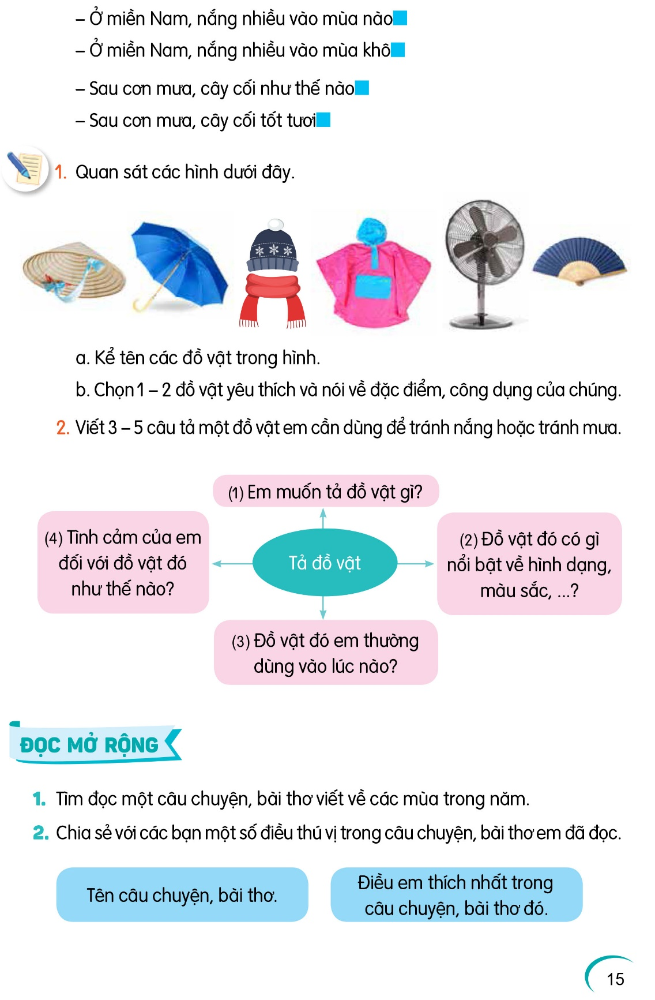 – Ở miền Nam, nắng nhiều vào mùa nào
– Ở miền Nam, nắng nhiều vào mùa khô
– Sau cơn mưa, cây cối như thế nào
– Sau cơn mưa, cây cối tốt tươi
1. Quan sát các hình dưới đây.
a. Kể tên các đồ vật trong hình.
b. Chọn 1 – 2 đồ vật yêu thích và nói về đặc điểm, công dụng của chúng.
2. Viết 3 – 5 câu tả một đồ vật em cần dùng để tránh nắng hoặc tránh mưa.
(1) Em muốn tả đồ vật gì?
(4) Tình cảm của em
đối với đồ vật đó
như thế nào?
Tả đồ vật
(2) Đồ vật đó có gì
nổi bật về hình dạng,
màu sắc, ...?
(3) Đồ vật đó em thường
dùng vào lúc nào?
ĐỌC MỞ RỘNG
1. Tìm đọc một câu chuyện, bài thơ viết về các mùa trong năm.
2. Chia sẻ với các bạn một số điều thú vị trong câu chuyện, bài thơ em đã đọc.
Tên câu chuyện, bài thơ.
Điều em thích nhất trong
câu chuyện, bài thơ đó.
15